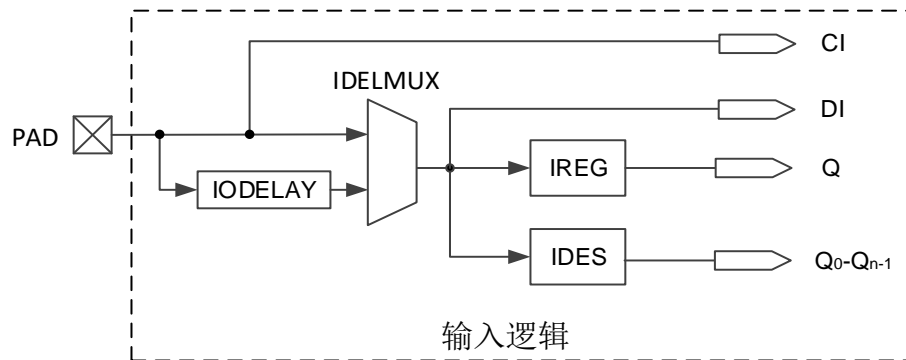 CI
IDELMUX
DI
PAD
IREG
Q
IODELAY
IDES
Q0-Qn-1
输入逻辑